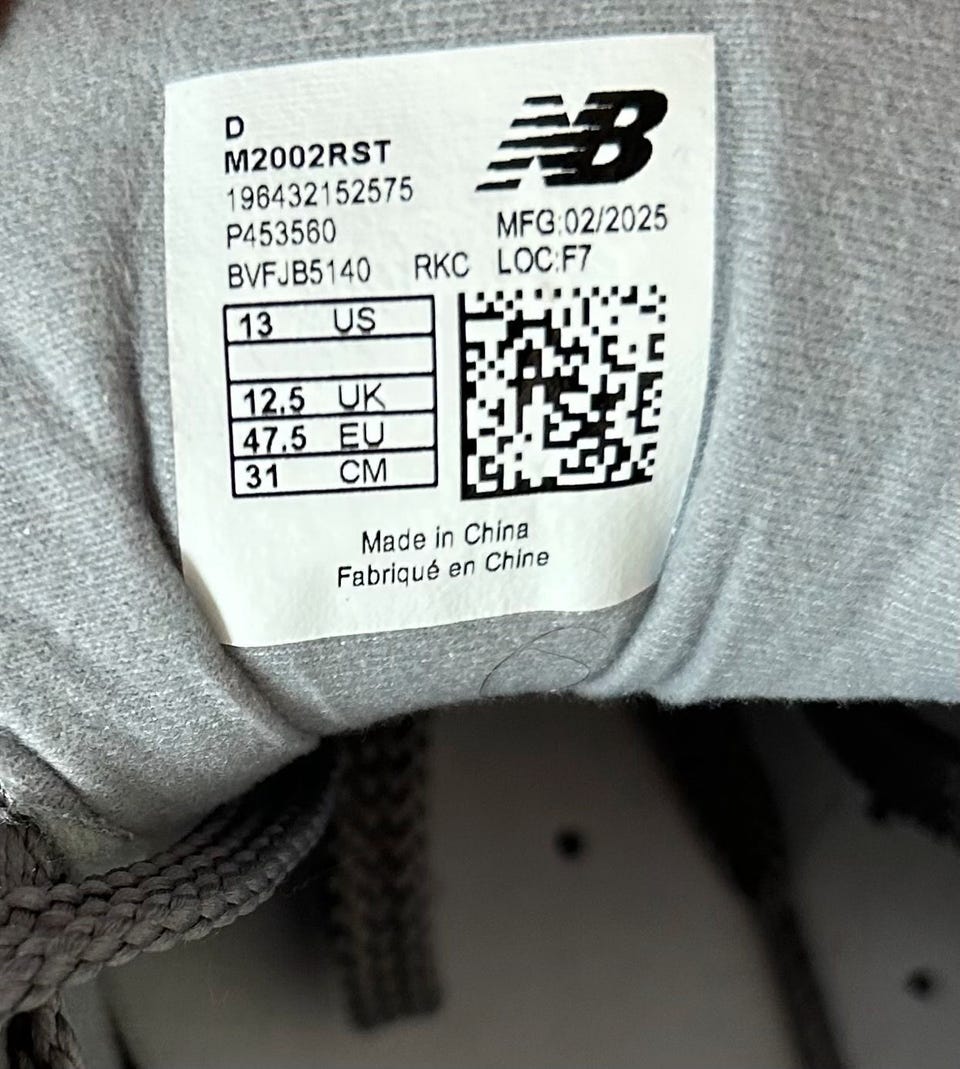 D
M2002RST
196432152575
P453560
BVFJB5140 RKC
NB
MFG:02/2025
LOC:F7
13 US
12.5 UK
47.5 EU
31 CM
Made in China
Fabriqué en Chine